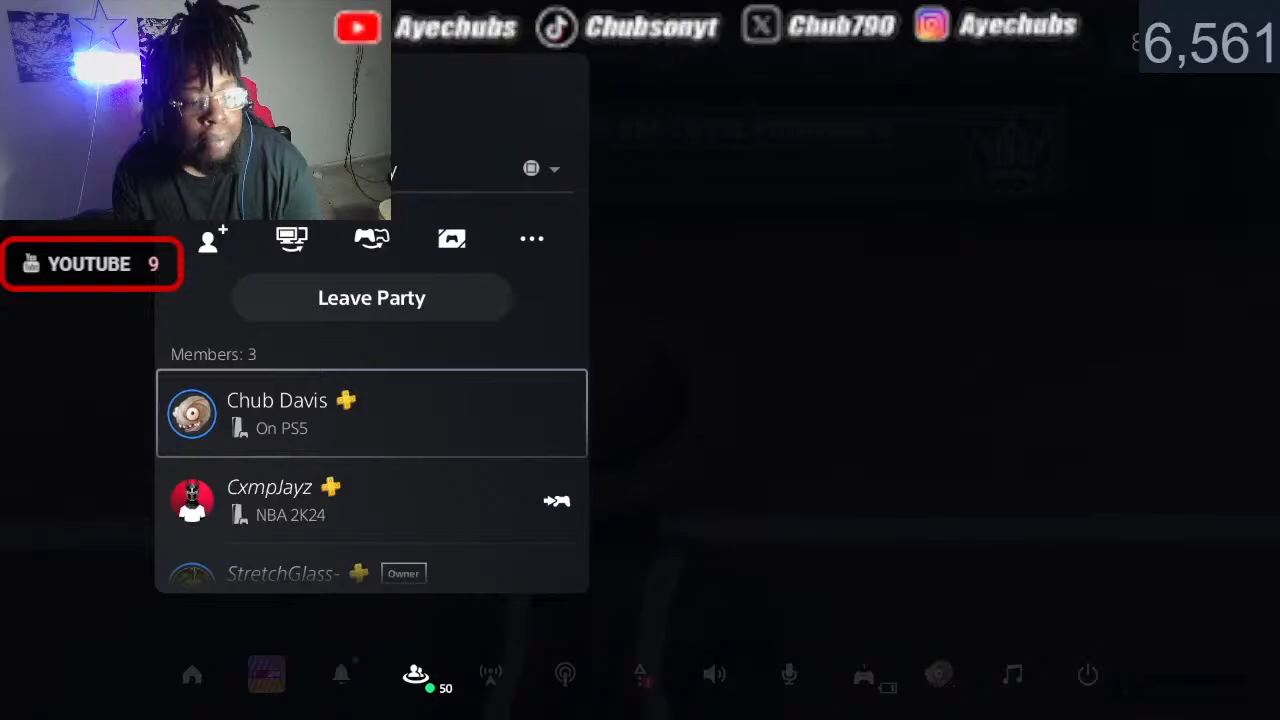 Ayechubs Chubsonyt Chub790 Ayechubs
6,561
YOUTUBE 9
Leave Party
Members: 3
Chub Davis
On PS5
CxmpJayz
NBA 2K24
StretchGlass- Owner
50